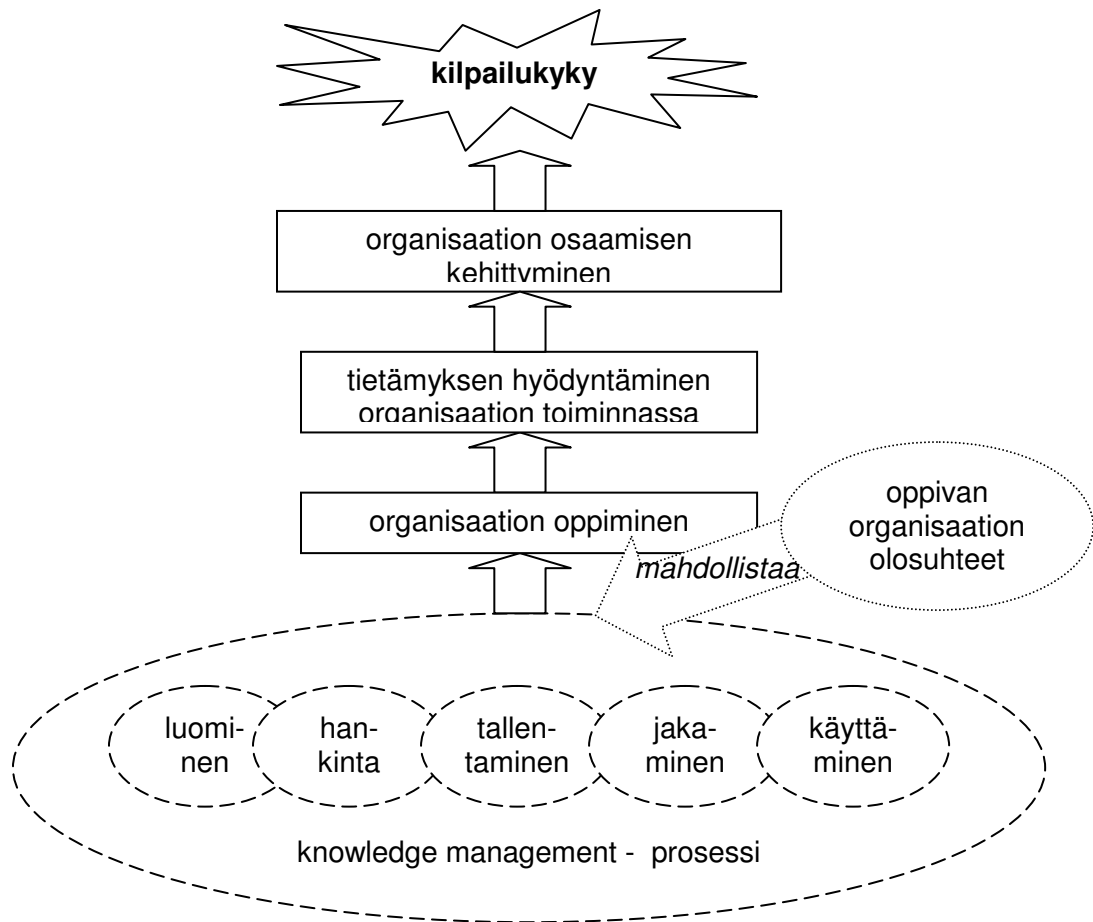 kilpailukyky
organisaation osaamisen
kehittyminen
tietämyksen hyödyntäminen
organisaation toiminnassa
organisaation oppiminen
oppivan
organisaation
olosuhteet
mahdollistaa
luomi-
nen
han-
kinta
tallen-
taminen
jaka-
minen
käyttä-
minen
knowledge management - prosessi